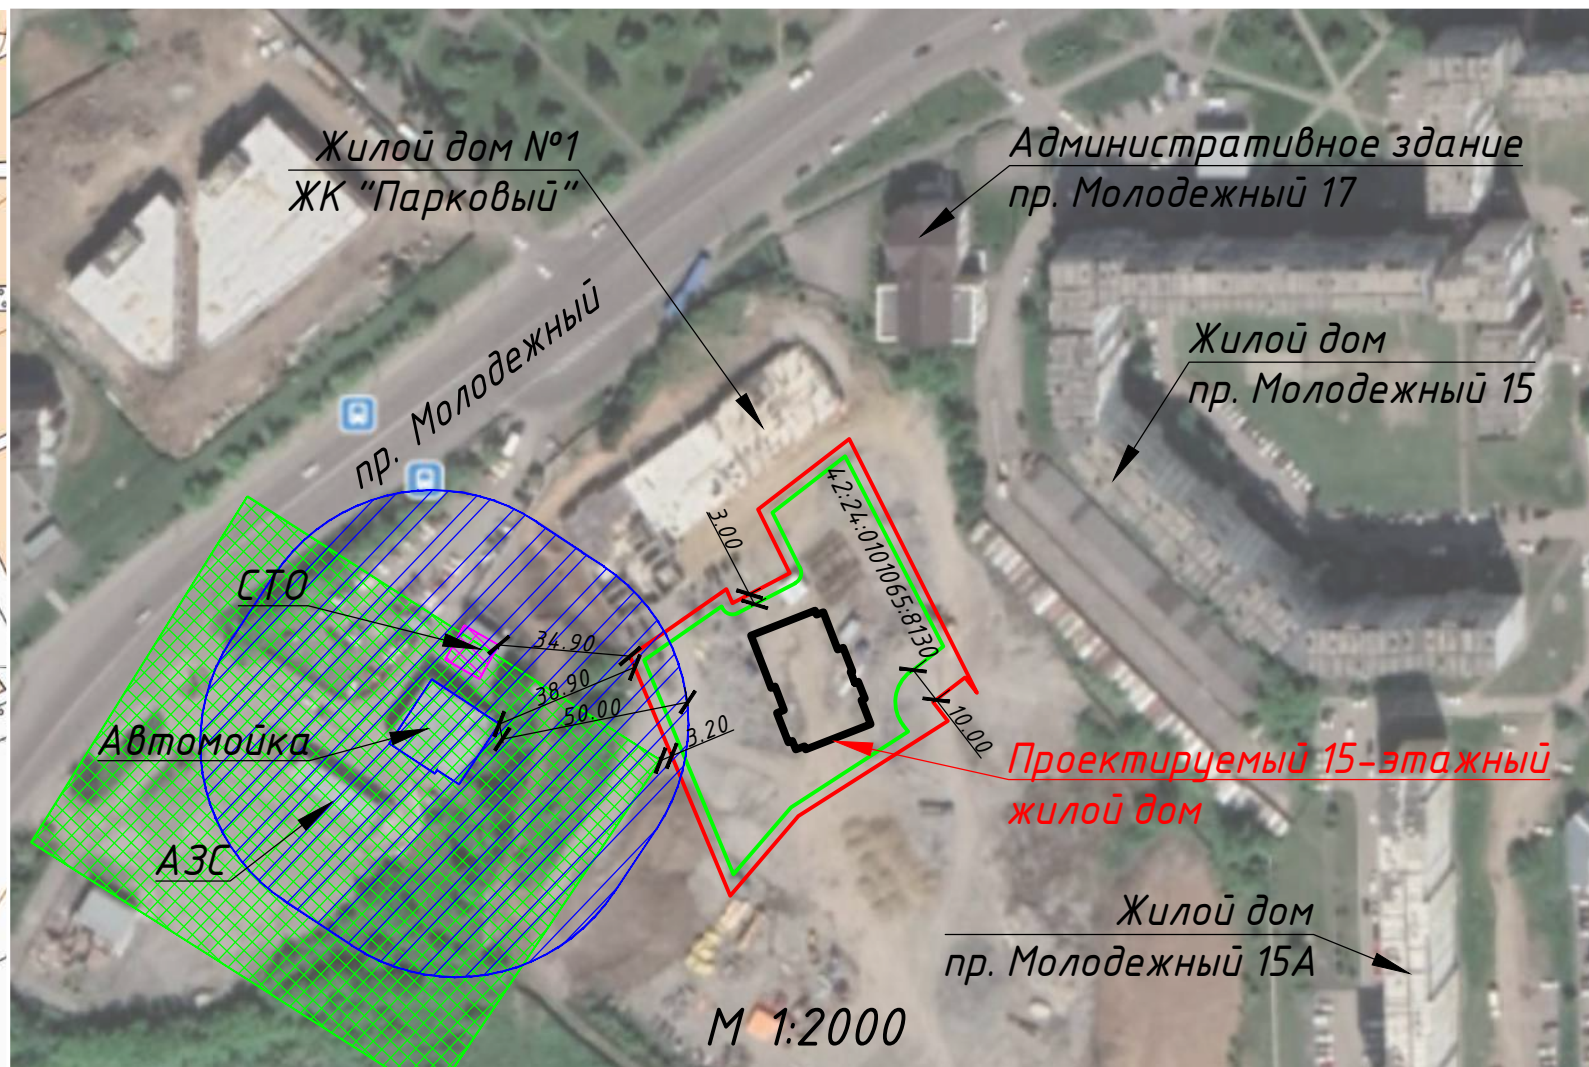 Жилой дом №1
ЖК "Парковый"
Административное здание
пр. Молодежный 17
пр. Молодежный
Жилой дом
пр. Молодежный 15
42:24:0101065:8130
3.00
СТО
34.90
38.90
50.00
3.20
10.00
Автомойка
АЗС
Проектируемый 15-этажный
жилой дом
Жилой дом
пр. Молодежный 15А
М 1:2000